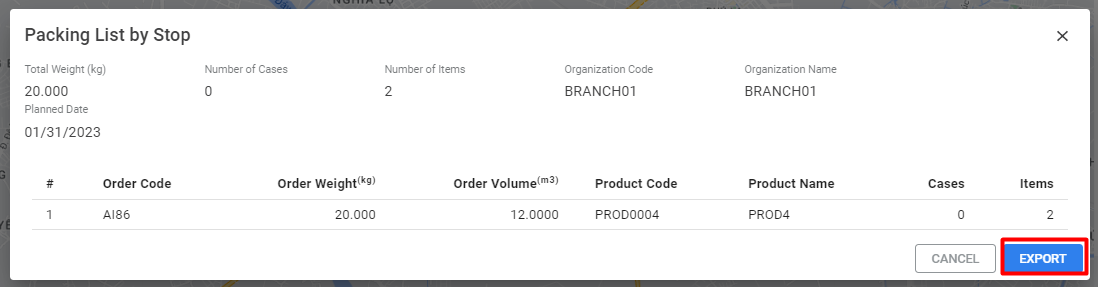 NGHĨA LỘ
Packing List by Stop
Total Weight (kg) Number of Cases Number of Items Organization Code Organization Name
20.000 0 2 BRANCH01 BRANCH01
Planned Date
01/31/2023
# Order Code Order Weight(kg) Order Volume(m3) Product Code Product Name Cases Items
1 AI86 20.000 12.0000 PROD0004 PROD4 0 2
CANCEL EXPORT